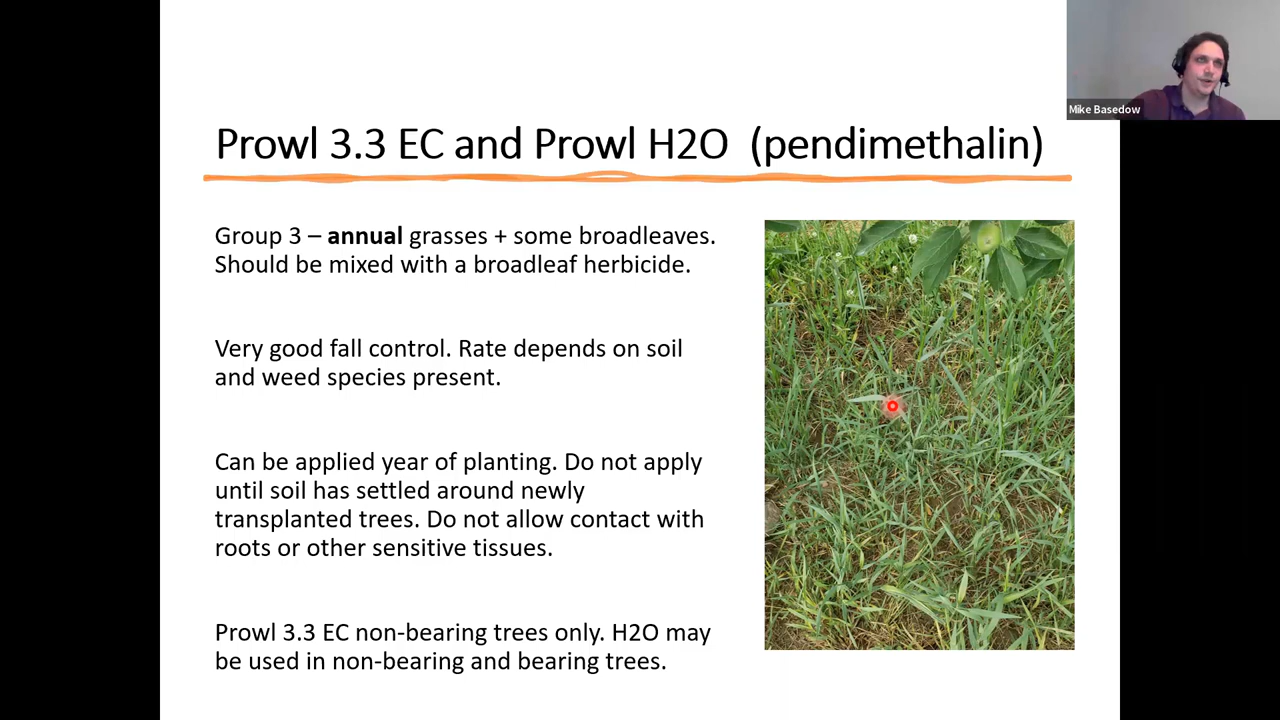 Mike Basedow
Prowl 3.3 EC and Prowl H2O (pendimethalin)
Group 3 – annual grasses + some broadleaves.
Should be mixed with a broadleaf herbicide.
Very good fall control. Rate depends on soil
and weed species present.
Can be applied year of planting. Do not apply
until soil has settled around newly
transplanted trees. Do not allow contact with
roots or other sensitive tissues.
Prowl 3.3 EC non-bearing trees only. H2O may
be used in non-bearing and bearing trees.